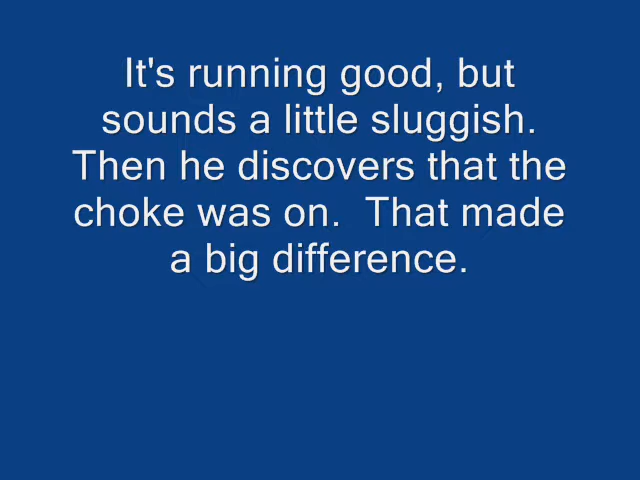 It's running good, but
sounds a little sluggish.
Then he discovers that the
choke was on.  That made
a big difference.